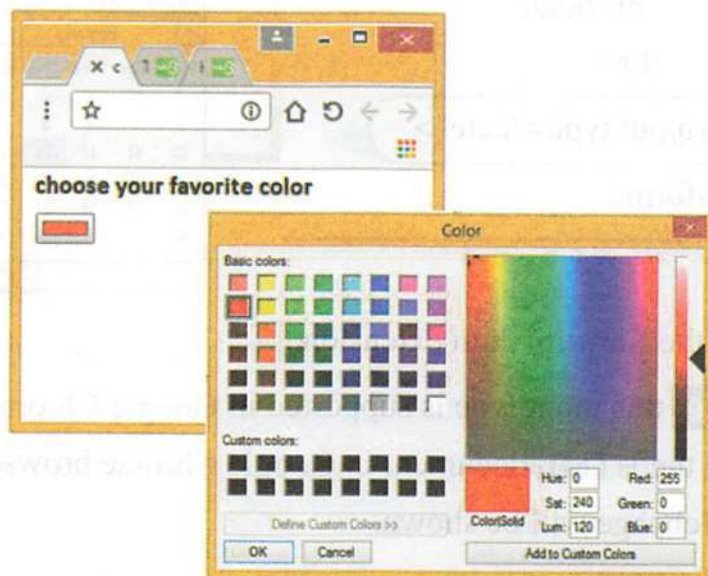 choose your favorite color
Color
Basic colors:
Custom colors:
Define Custom Colors >>
OK
Cancel
Color|Solid
Hue: 0
Sat: 240
Lum: 120
Red: 255
Green: 0
Blue: 0
Add to Custom Colors